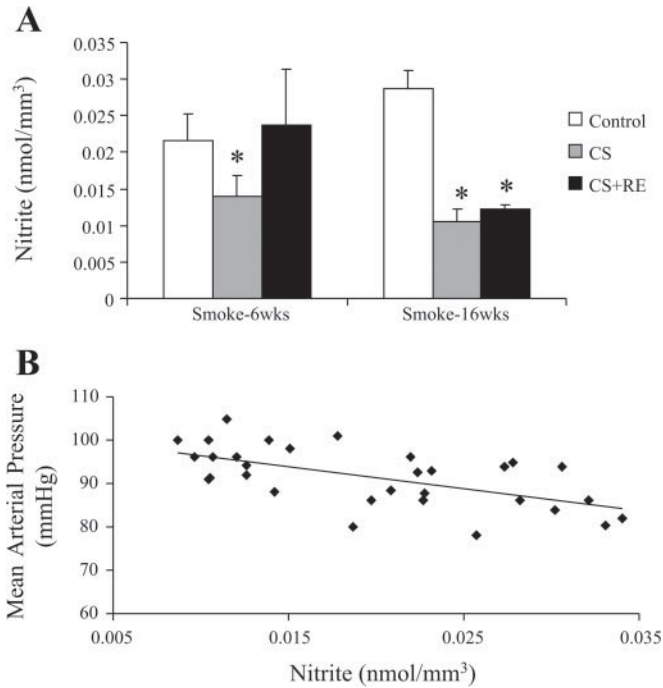 A
Nitrite (nmol/mm³)
0.035
0.03
0.025
0.02
0.015
0.01
0.005
0
*
*
*
Smoke-6wks
Smoke-16wks
Control
CS
CS+RE
B
Mean Arterial Pressure
(mmHg)
110
100
90
80
70
60
0.005
0.015
0.025
0.035
Nitrite (nmol/mm³)